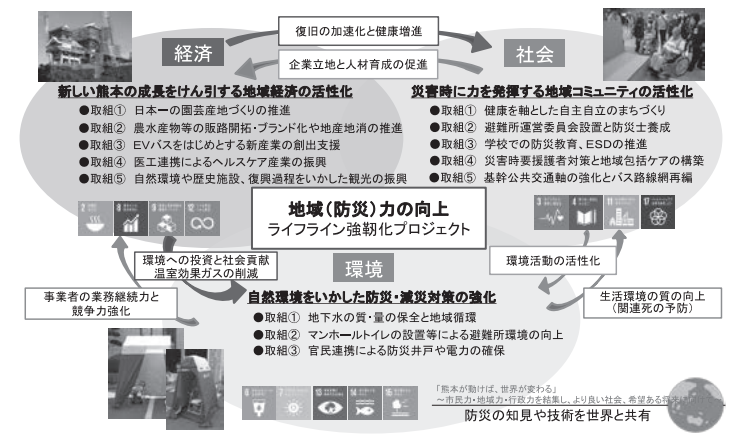 復旧の加速化と健康増進
経済
社会
企業立地と人材育成の促進
新しい熊本の成長をけん引する地域経済の活性化
●取組① 日本一の園芸産地づくりの推進
●取組② 農水産物等の販路開拓・ブランド化や地産地消の推進
●取組③ EVバスをはじめとする新産業の創出支援
●取組④ 医工連携によるヘルスケア産業の振興
●取組⑤ 自然環境や歴史施設、復興過程をいかした観光の振興
災害時に力を発揮する地域コミュニティの活性化
●取組① 健康を軸とした自主自立のまちづくり
●取組② 避難所運営委員会設置と防災士養成
●取組③ 学校での防災教育、ESDの推進
●取組④ 災害時要援護者対策と地域包括ケアの構築
●取組⑤ 基幹公共交通軸の強化とバス路線網再編
地域(防災)力の向上
ライフライン強靭化プロジェクト
環境への投資と社会貢献
温室効果ガスの削減
環境
環境活動の活性化
事業者の業務継続力と
競争力強化
生活環境の質の向上
(関連死の予防)
自然環境をいかした防災・減災対策の強化
●取組① 地下水の質・量の保全と地域循環
●取組② マンホールトイレの設置等による避難所環境の向上
●取組③ 官民連携による防災井戸や電力の確保
「熊本が動けば、世界が変わる」
～市民力・地域力・行政力を結集し、より良い社会、希望ある
防災の知見や技術を世界と共有